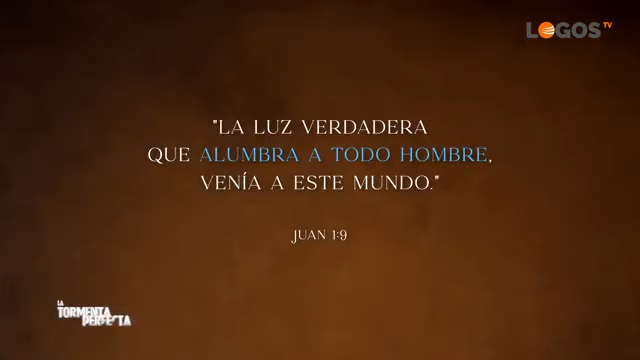 LOGOS TV
"LA LUZ VERDADERA
QUE ALUMBRA A TODO HOMBRE,
VENÍA A ESTE MUNDO."
JUAN 1:9
LA
TORMENTA
PERFECTA